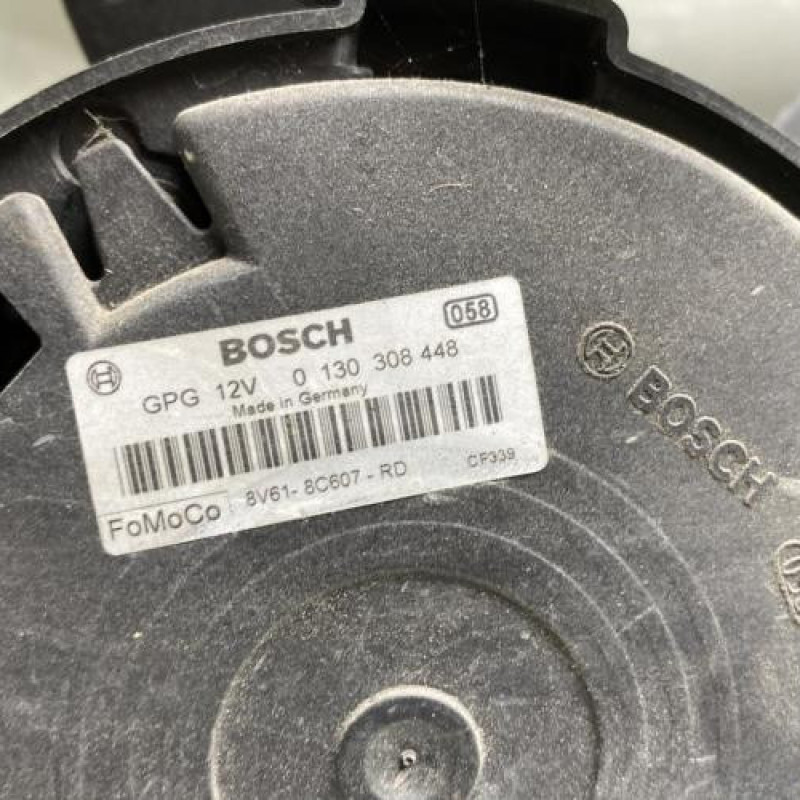 BOSCH 058
GPG 12V 0 130 308 448
Made in Germany
8V61-8C607-RD CF339
FoMoCo
BOSCH